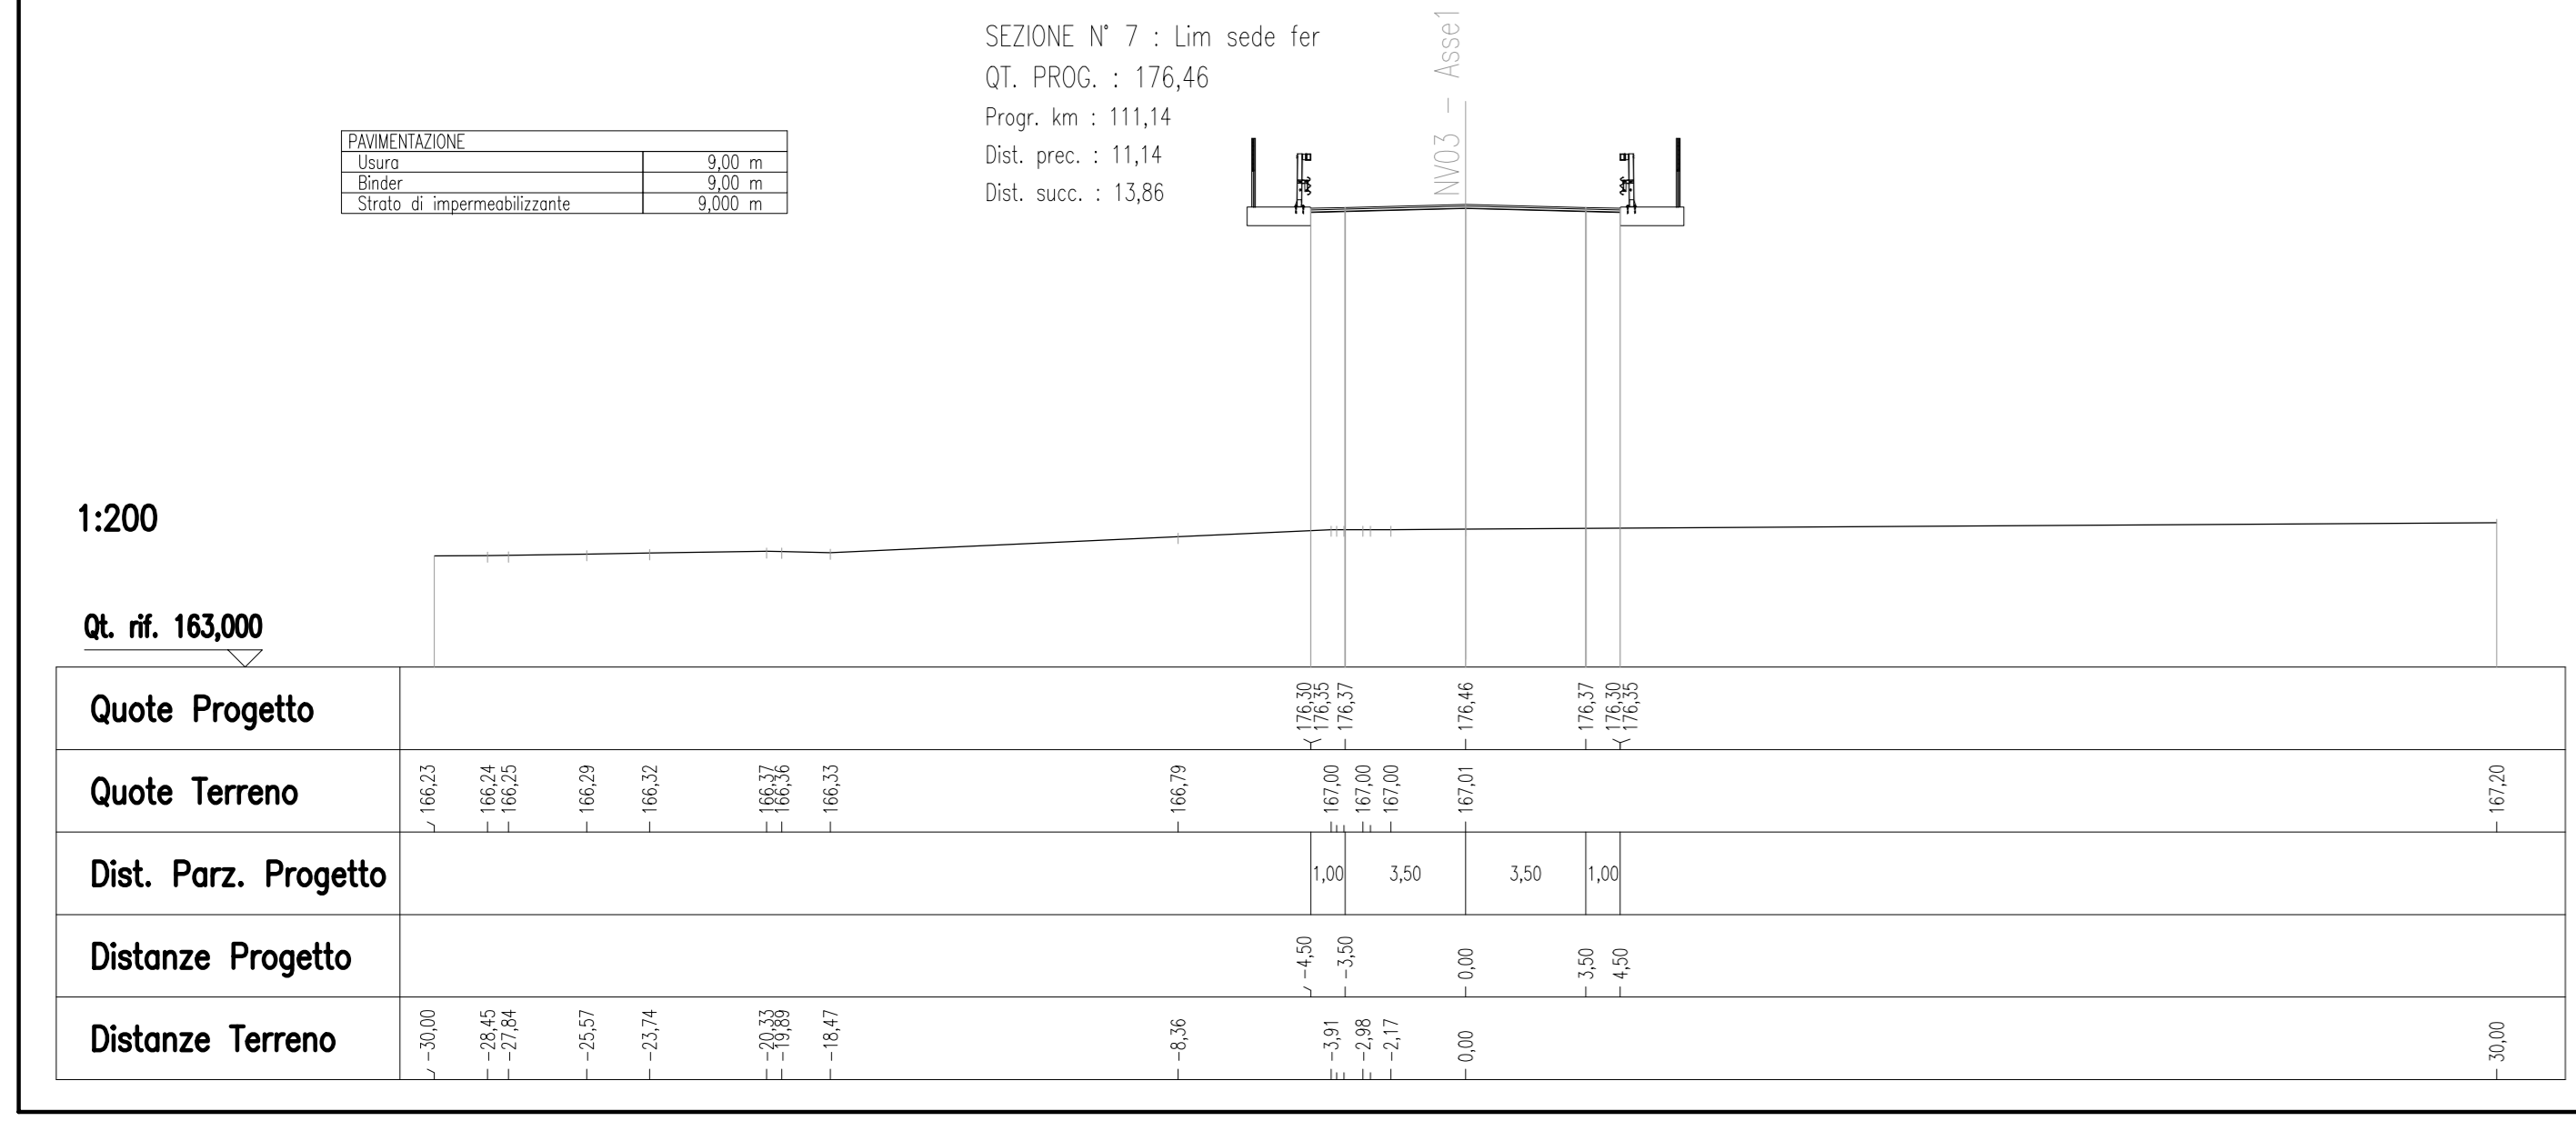 SEZIONE N° 7 : Lim sede fer
QT. PROG. : 176,46
Progr. km : 111,14
Dist. prec. : 11,14
Dist. succ. : 13,86
NV03 - Asse1
PAVIMENTAZIONE
Usura 9,00 m
Binder 9,00 m
Strato di impermeabilizzante 9,000 m
1:200
Qt. rif. 163,000
Quote Progetto 176,30 176,35 176,37 176,46 176,37 176,30 176,35
Quote Terreno 166,23 166,24 166,25 166,29 166,32 166,37 166,36 166,33 166,79 167,00 167,00 167,00 167,01 167,20
Dist. Parz. Progetto 1,00 3,50 3,50 1,00
Distanze Progetto -4,50 -3,50 0,00 3,50 4,50
Distanze Terreno -30,00 -28,45 -27,84 -25,57 -23,74 -20,33 -19,89 -18,47 -8,36 -3,91 -2,98 -2,17 0,00 30,00